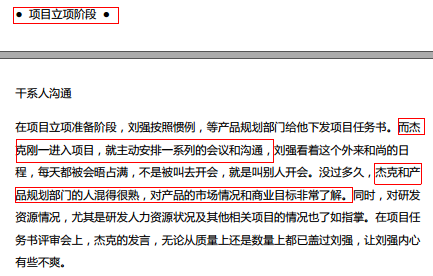 ● 项目立项阶段 ●
干系人沟通
在项目立项准备阶段，刘强按照惯例，等产品规划部门给他下发项目任务书。而杰
克刚一进入项目，就主动安排一系列的会议和沟通，刘强看着这个外来和尚的日
程，每天都被会晤占满，不是被叫去开会，就是叫别人开会。没过多久，杰克和产
品规划部门的人混得很熟，对产品的市场情况和商业目标非常了解。同时，对研发
资源情况，尤其是研发人力资源状况及其他相关项目的情况也了如指掌。在项目任
务书评审会上，杰克的发言，无论从质量上还是数量上都已盖过刘强，让刘强内心
有些不爽。